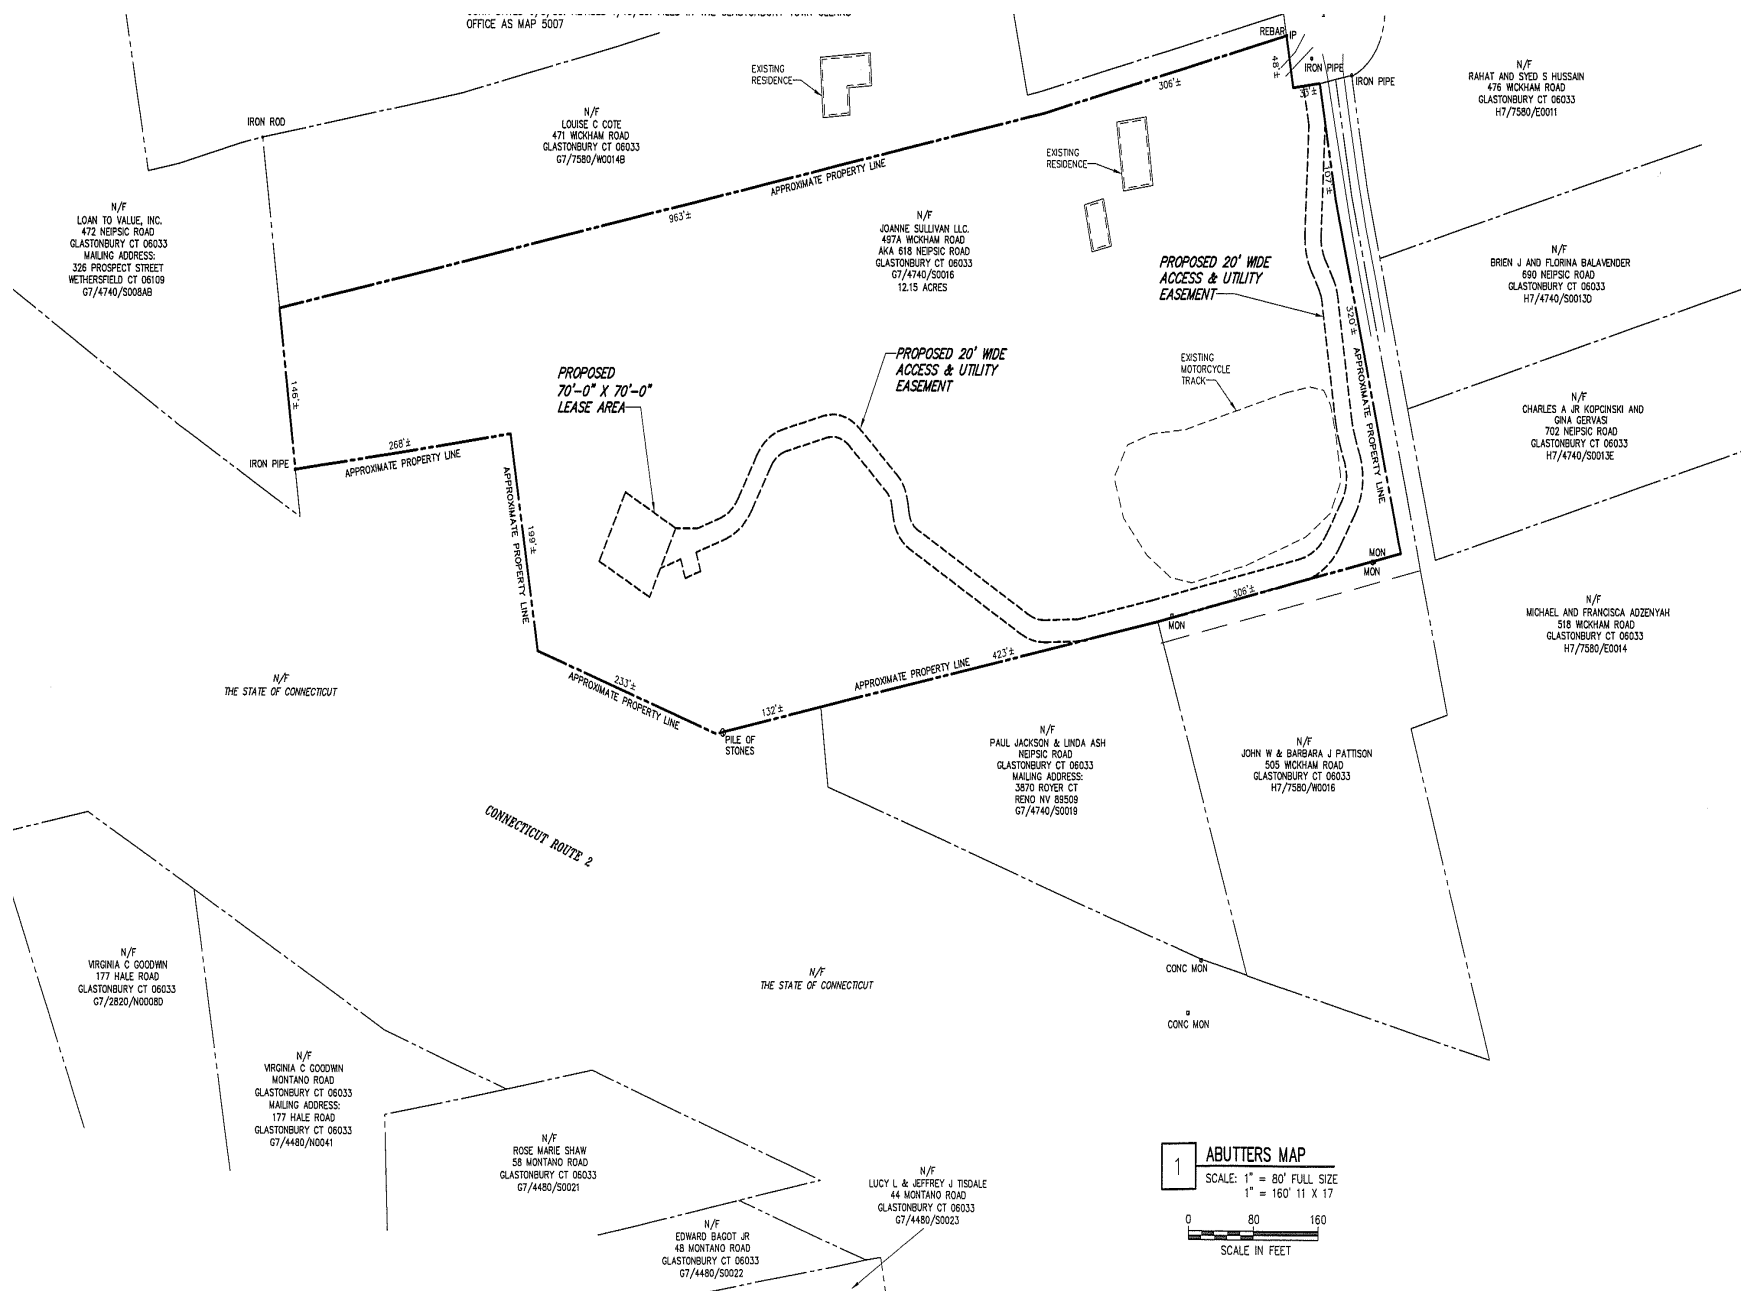 OFFICE AS MAP 5007
REBAR
IP
48'±
IRON PIPE
IRON PIPE
33'±
306'±
EXISTING
RESIDENCE
N/F
RAHAT AND SYED S HUSSAIN
476 WICKHAM ROAD
GLASTONBURY CT 06033
H7/7580/E0011
IRON ROD
N/F
LOUISE C COTE
471 WICKHAM ROAD
GLASTONBURY CT 06033
G7/7580/W0014B
EXISTING
RESIDENCE
APPROXIMATE PROPERTY LINE
963'±
107'±
N/F
LOAN TO VALUE, INC.
472 NEIPSIC ROAD
GLASTONBURY CT 06033
MAILING ADDRESS:
326 PROSPECT STREET
WETHERSFIELD CT 06109
G7/4740/S008AB
N/F
JOANNE SULLIVAN LLC.
497A WICKHAM ROAD
AKA 618 NEIPSIC ROAD
GLASTONBURY CT 06033
G7/4740/S0016
12.15 ACRES
PROPOSED 20' WIDE
ACCESS & UTILITY
EASEMENT
N/F
BRIEN J AND FLORINA BALAVENDER
690 NEIPSIC ROAD
GLASTONBURY CT 06033
H7/4740/S0013D
320'±
APPROXIMATE PROPERTY LINE
PROPOSED
70'-0" X 70'-0"
LEASE AREA
PROPOSED 20' WIDE
ACCESS & UTILITY
EASEMENT
EXISTING
MOTORCYCLE
TRACK
146'±
N/F
CHARLES A JR KOPCINSKI AND
GINA GERVASI
702 NEIPSIC ROAD
GLASTONBURY CT 06033
H7/4740/S0013E
268'±
IRON PIPE
APPROXIMATE PROPERTY LINE
199'±
APPROXIMATE PROPERTY LINE
MON
MON
306'±
MON
N/F
MICHAEL AND FRANCISCA ADZENYAH
518 WICKHAM ROAD
GLASTONBURY CT 06033
H7/7580/E0014
423'±
APPROXIMATE PROPERTY LINE
N/F
THE STATE OF CONNECTICUT
233'±
APPROXIMATE PROPERTY LINE
132'±
PILE OF
STONES
N/F
PAUL JACKSON & LINDA ASH
NEIPSIC ROAD
GLASTONBURY CT 06033
MAILING ADDRESS:
3870 ROYER CT
RENO NV 89509
G7/4740/S0019
N/F
JOHN W & BARBARA J PATTISON
505 WICKHAM ROAD
GLASTONBURY CT 06033
H7/7580/W0016
CONNECTICUT ROUTE 2
N/F
VIRGINIA C GOODWIN
177 HALE ROAD
GLASTONBURY CT 06033
G7/2820/N0008D
N/F
THE STATE OF CONNECTICUT
CONC MON
CONC MON
N/F
VIRGINIA C GOODWIN
MONTANO ROAD
GLASTONBURY CT 06033
MAILING ADDRESS:
177 HALE ROAD
GLASTONBURY CT 06033
G7/4480/N0041
N/F
ROSE MARIE SHAW
58 MONTANO ROAD
GLASTONBURY CT 06033
G7/4480/S0021
N/F
LUCY L & JEFFREY J TISDALE
44 MONTANO ROAD
GLASTONBURY CT 06033
G7/4480/S0023
N/F
EDWARD BAGOT JR
48 MONTANO ROAD
GLASTONBURY CT 06033
G7/4480/S0022
1
ABUTTERS MAP
SCALE: 1" = 80' FULL SIZE
1" = 160' 11 X 17
0 80 160
SCALE IN FEET